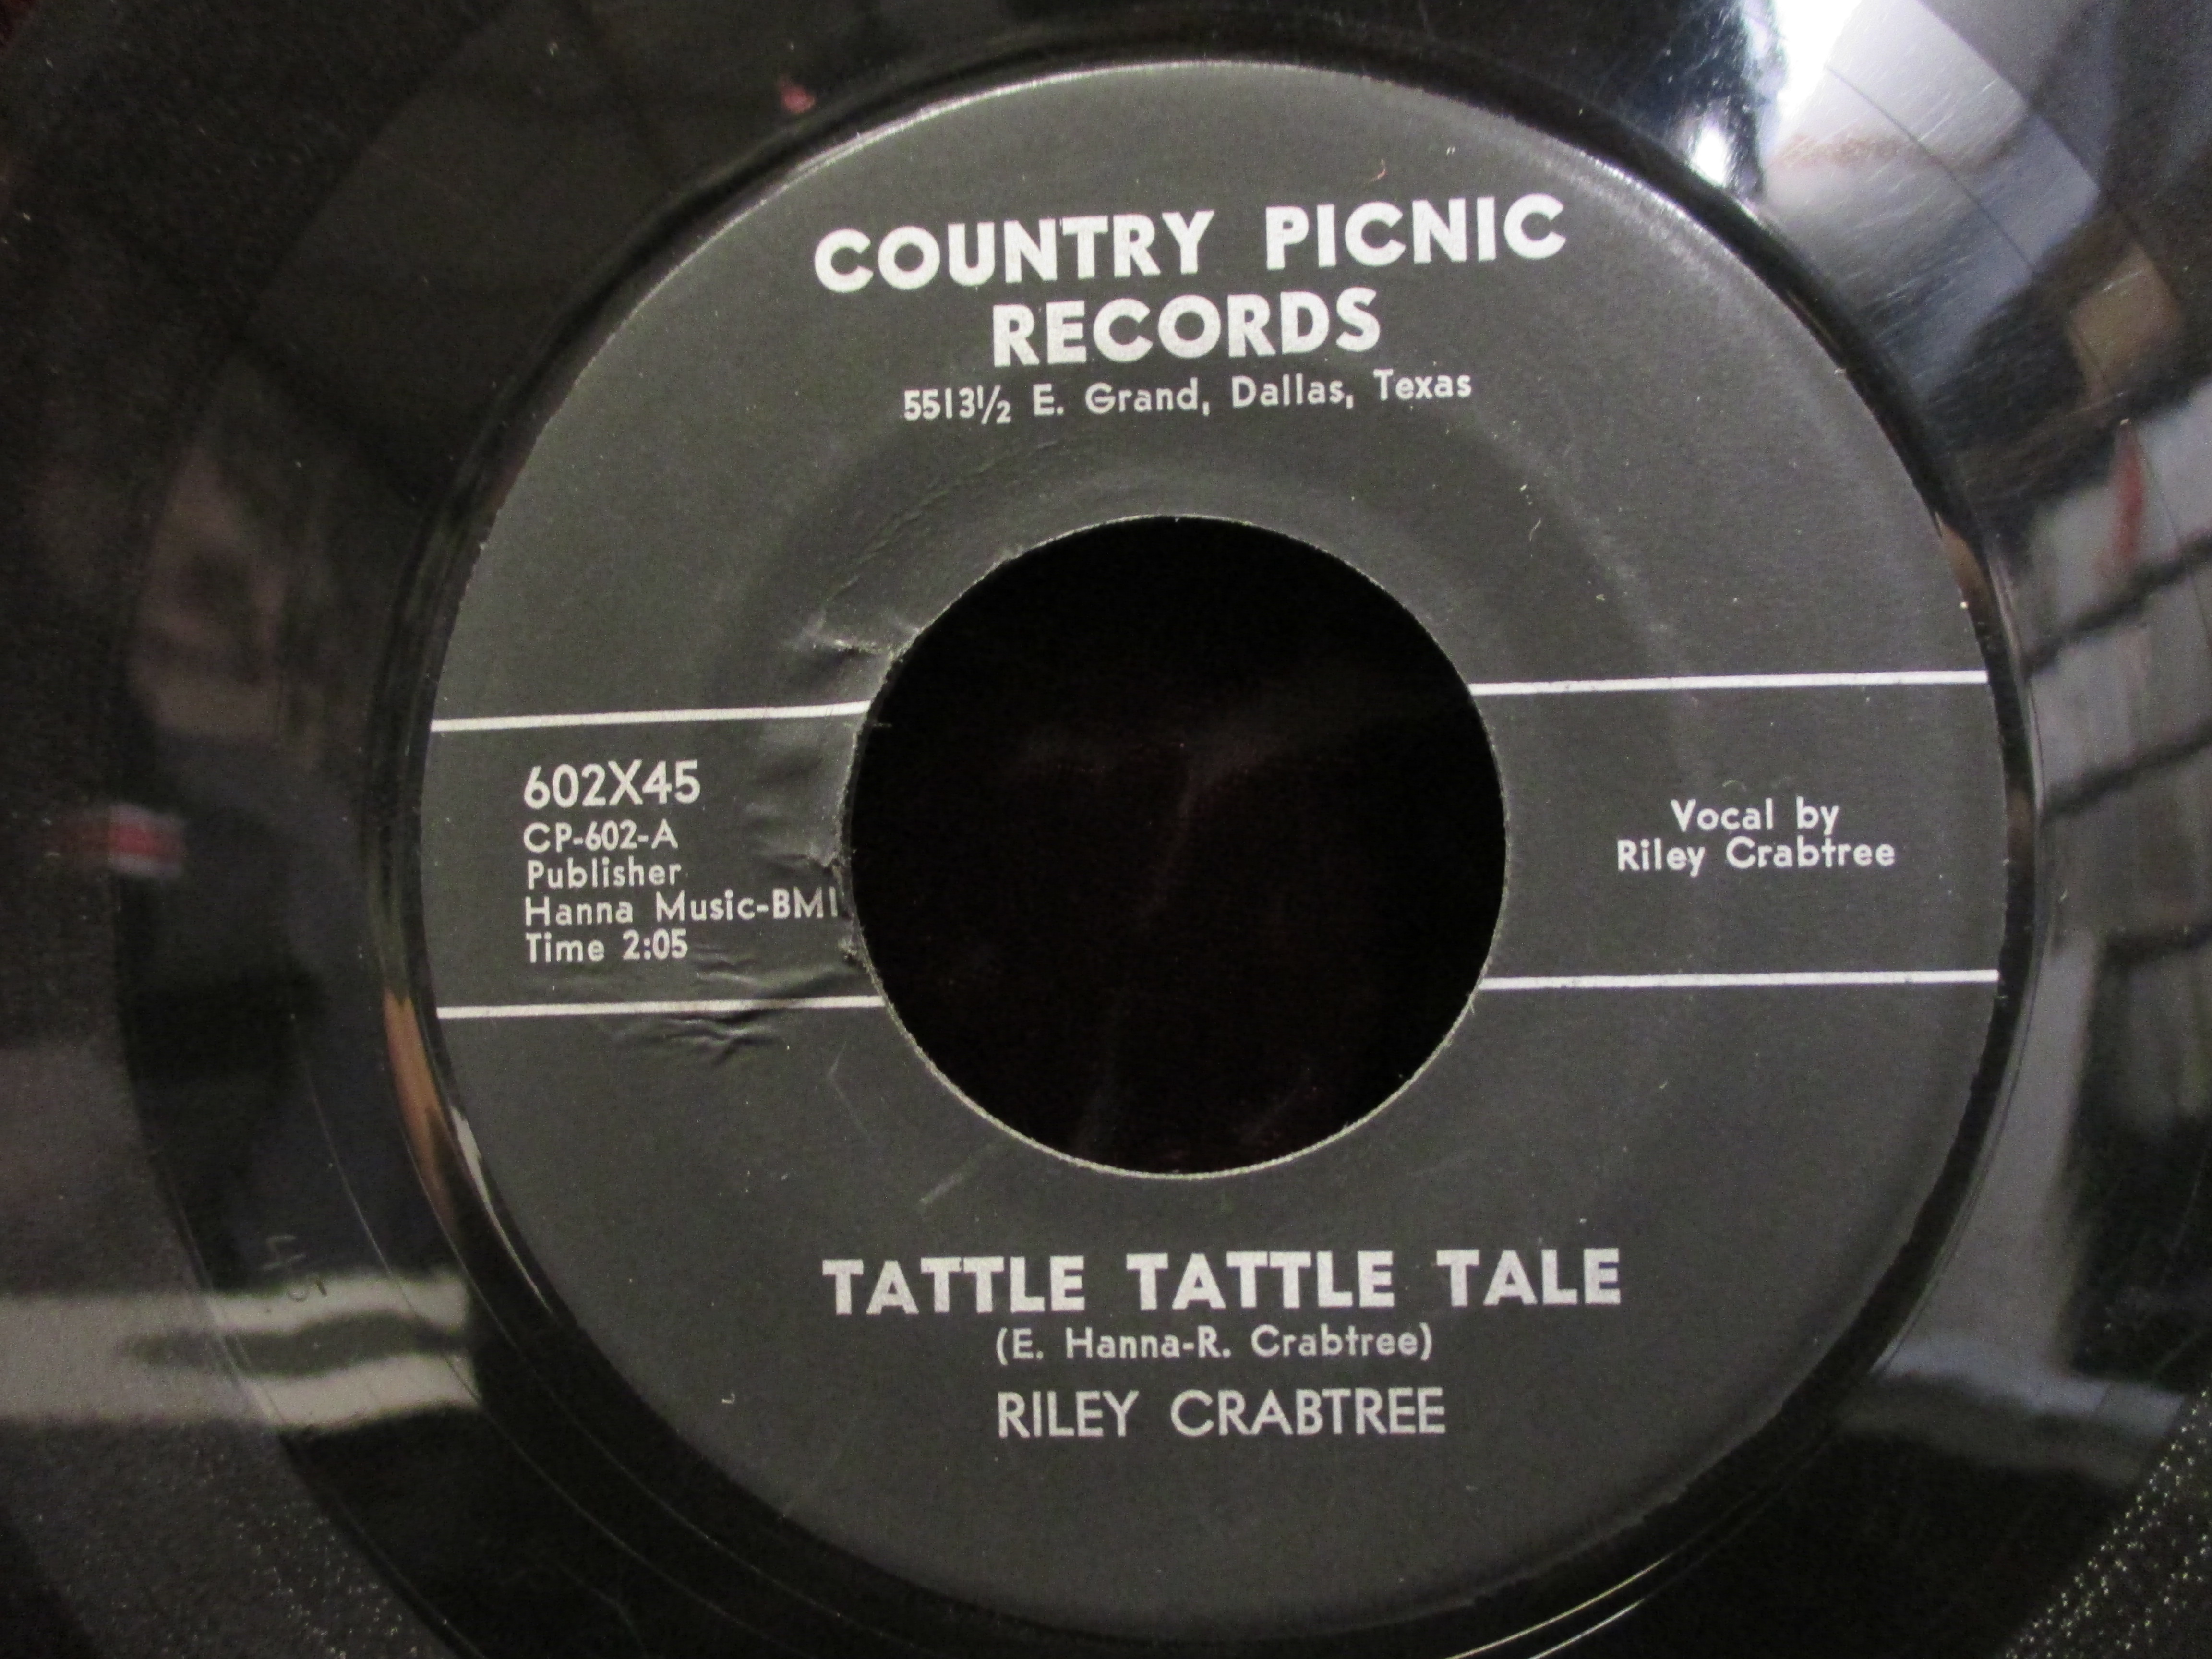 COUNTRY PICNIC
RECORDS
5513½ E. Grand, Dallas, Texas
602X45
CP-602-A
Publisher
Hanna Music-BMI
Time 2:05
Vocal by
Riley Crabtree
TATTLE TATTLE TALE
(E. Hanna-R. Crabtree)
RILEY CRABTREE